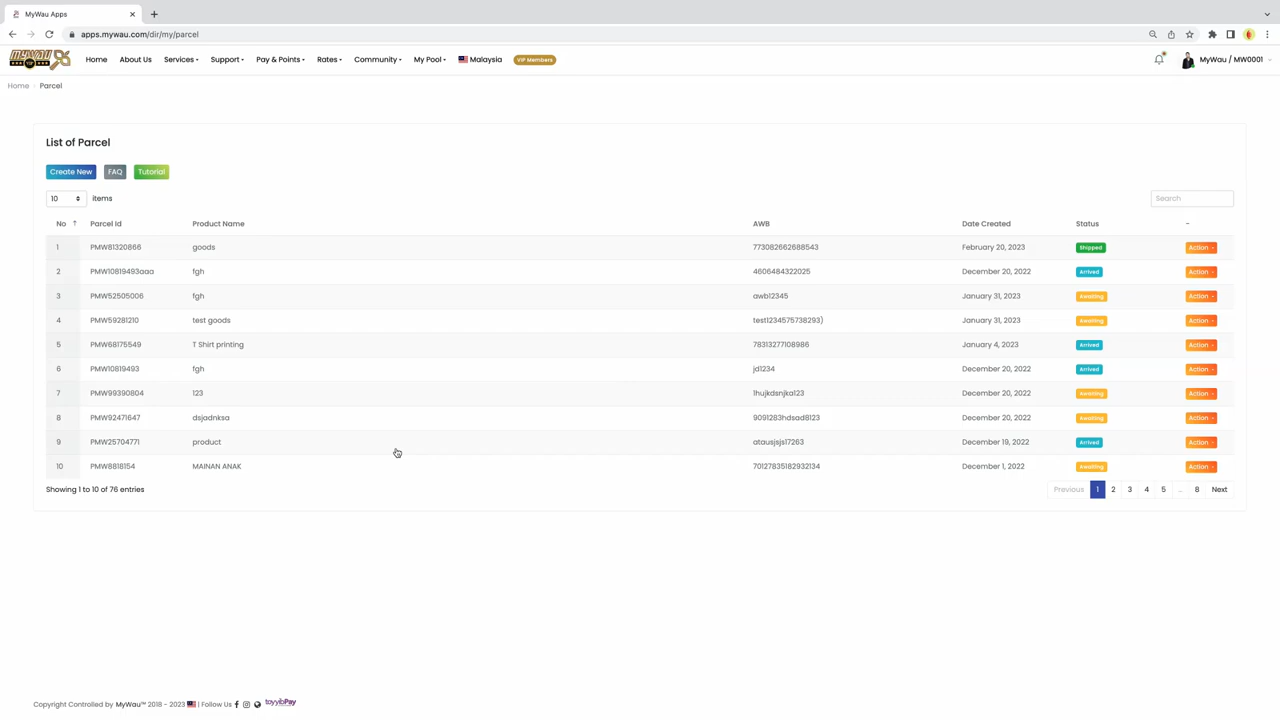 MyWau Apps
apps.mywau.com/dir/my/parcel
MYWAU VIP Home About Us Services Support Pay & Points Rates Community My Pool Malaysia VIP Members MyWau / MW0001
Home Parcel
List of Parcel
Create New FAQ Tutorial
10 items Search
No ↑ Parcel Id Product Name AWB Date Created Status -
1 PMW81320866 goods 773082662688543 February 20, 2023 Shipped Action
2 PMW10819493aaa fgh 4606484322025 December 20, 2022 Arrived Action
3 PMW52505006 fgh awb12345 January 31, 2023 Awaiting Action
4 PMW59281210 test goods test1234575738293) January 31, 2023 Awaiting Action
5 PMW68175549 T Shirt printing 78313277108986 January 4, 2023 Arrived Action
6 PMW10819493 fgh jd1234 December 20, 2022 Arrived Action
7 PMW99390804 123 1hujkdsnjka123 December 20, 2022 Awaiting Action
8 PMW92471647 dsjadnksa 9091283hdsad8123 December 20, 2022 Awaiting Action
9 PMW25704771 product atausjsjs17263 December 19, 2022 Arrived Action
10 PMW8818154 MAINAN ANAK 70127835182932134 December 1, 2022 Awaiting Action
Showing 1 to 10 of 76 entries Previous 1 2 3 4 5 … 8 Next
Copyright Controlled by MyWau™ 2018 - 2023 | Follow Us toyyibPay